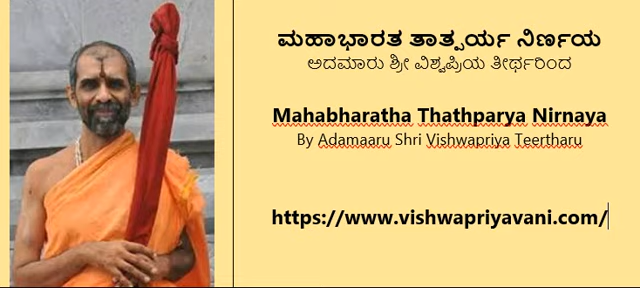 ಮಹಾಭಾರತ ತಾತ್ಪರ್ಯ ನಿರ್ಣಯ
ಅದಮಾರು ಶ್ರೀ ವಿಶ್ವಪ್ರಿಯ ತೀರ್ಥರಿಂದ
Mahabharatha Thathparya Nirnaya
By Adamaaru Shri Vishwapriya Teertharu
https://www.vishwapriyavani.com/